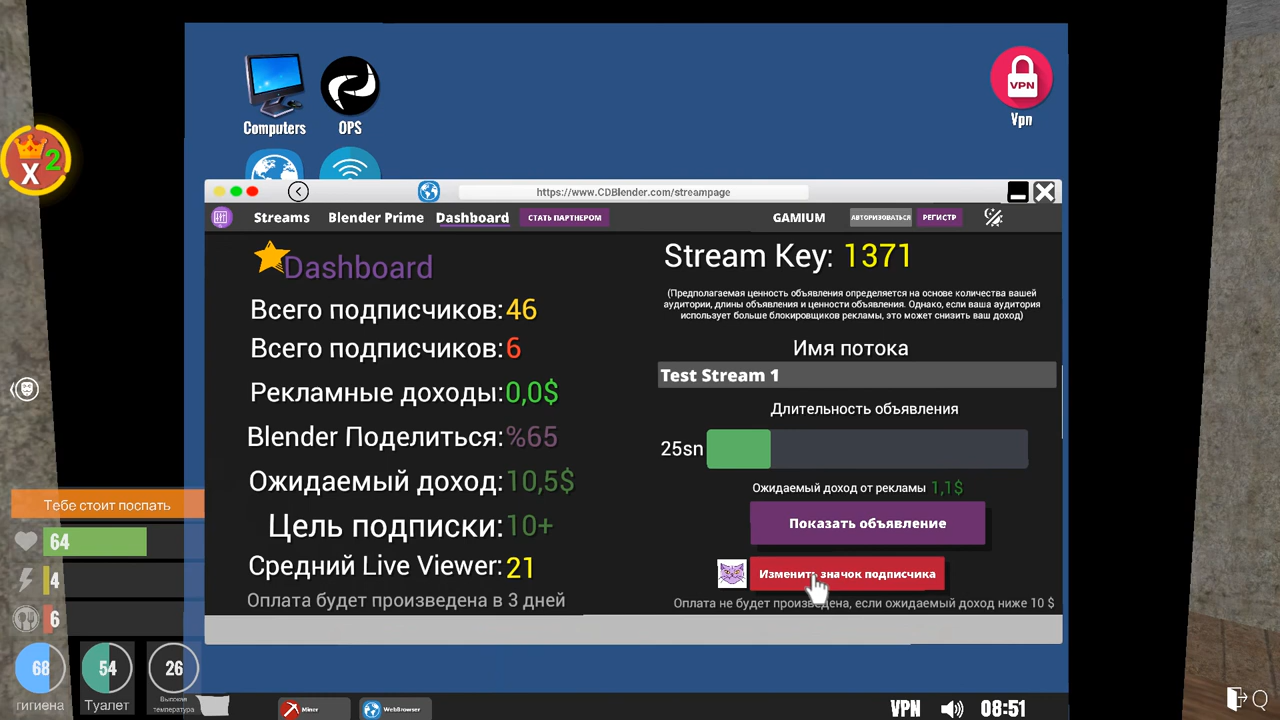 Computers
OPS
VPN
Vpn
X2
https://www.CDBlender.com/streampage
Streams Blender Prime Dashboard СТАТЬ ПАРТНЕРОМ GAMIUM АВТОРИЗОВАТЬСЯ РЕГИСТР
Dashboard
Всего подписчиков:46
Всего подписчиков:6
Рекламные доходы:0,0$
Blender Поделиться:%65
Ожидаемый доход:10,5$
Цель подписки:10+
Средний Live Viewer:21
Оплата будет произведена в 3 дней
Stream Key: 1371
(Предполагаемая ценность объявления определяется на основе количества вашей
аудитории, длины объявления и ценности объявления. Однако, если ваша аудитория
использует больше блокировщиков рекламы, это может снизить ваш доход)
Имя потока
Test Stream 1
Длительность объявления
25sn
Ожидаемый доход от рекламы 1,1$
Показать объявление
Изменить значок подписчика
Оплата не будет произведена, если ожидаемый доход ниже 10 $
Тебе стоит поспать
64
4
6
68
гигиена
54
Туалет
26
Высокая
температура
Miner
WebBrowser
VPN
08:51
Q